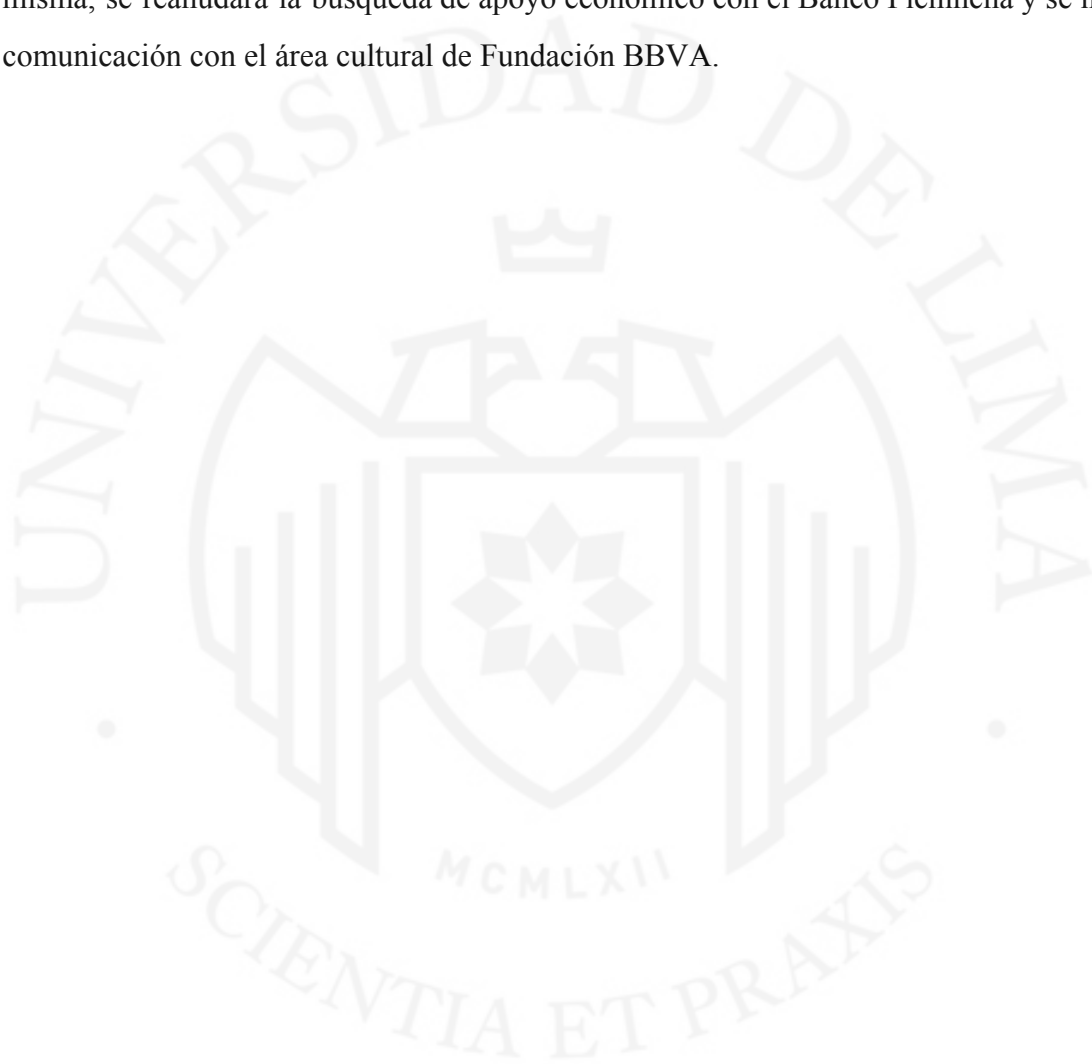 misma, se reanudará la búsqueda de apoyo económico con el Banco Pichincha y se
comunicación con el área cultural de Fundación BBVA.
UNIVERSIDAD DE LIMA
MCMLXII
SCIENTIA ET PRAXIS